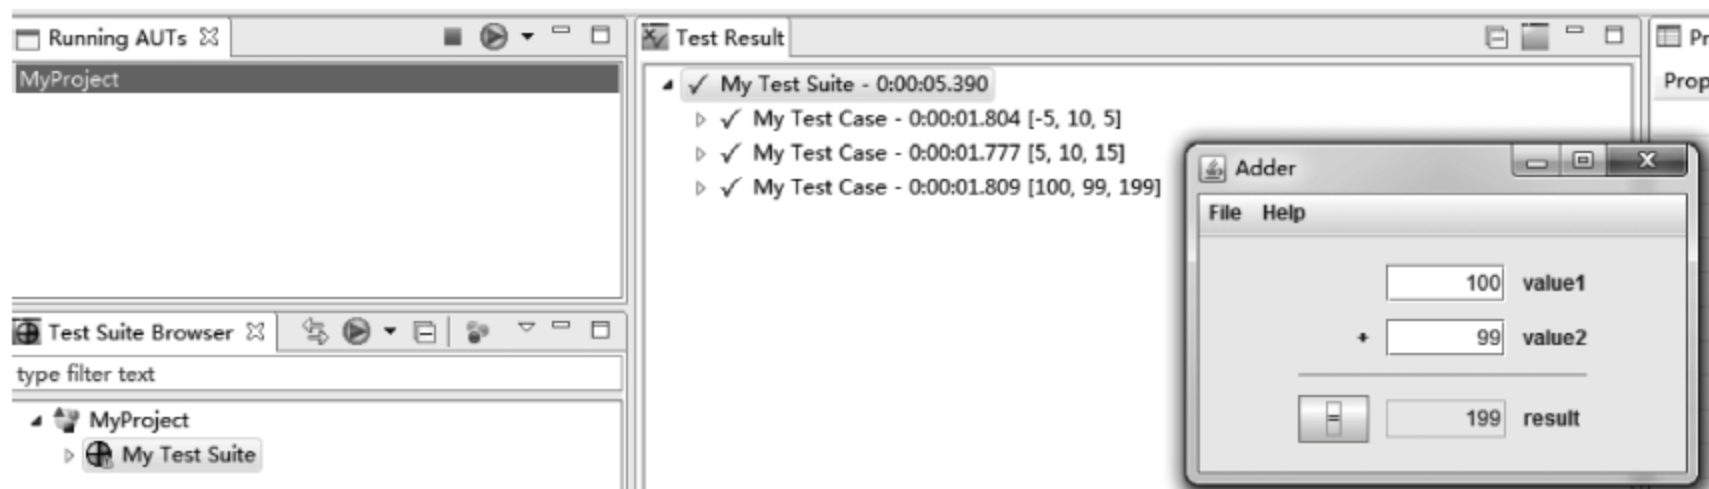 Running AUTs
MyProject
Test Suite Browser
type filter text
MyProject
My Test Suite
Test Result
My Test Suite - 0:00:05.390
My Test Case - 0:00:01.804 [-5, 10, 5]
My Test Case - 0:00:01.777 [5, 10, 15]
My Test Case - 0:00:01.809 [100, 99, 199]
Pr
Prop
Adder
File Help
100 value1
+ 99 value2
= 199 result